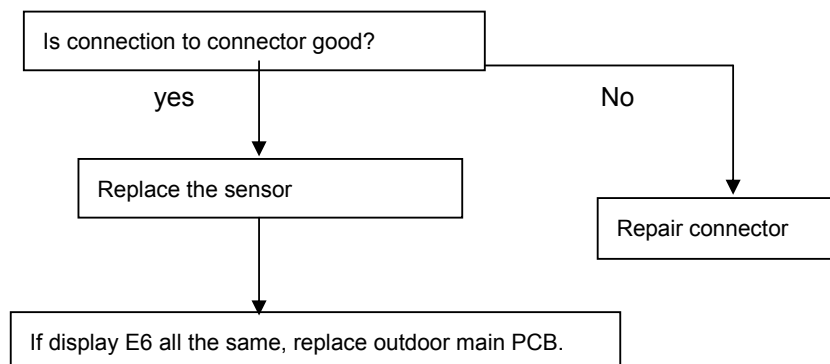 Is connection to connector good?
yes
No
Replace the sensor
Repair connector
If display E6 all the same, replace outdoor main PCB.